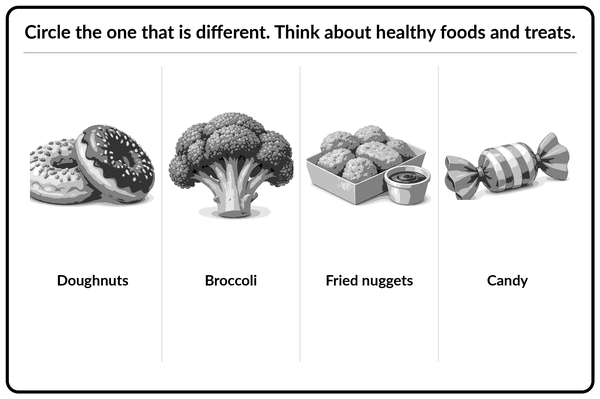 Circle the one that is different. Think about healthy foods and treats.
Doughnuts
Broccoli
Fried nuggets
Candy